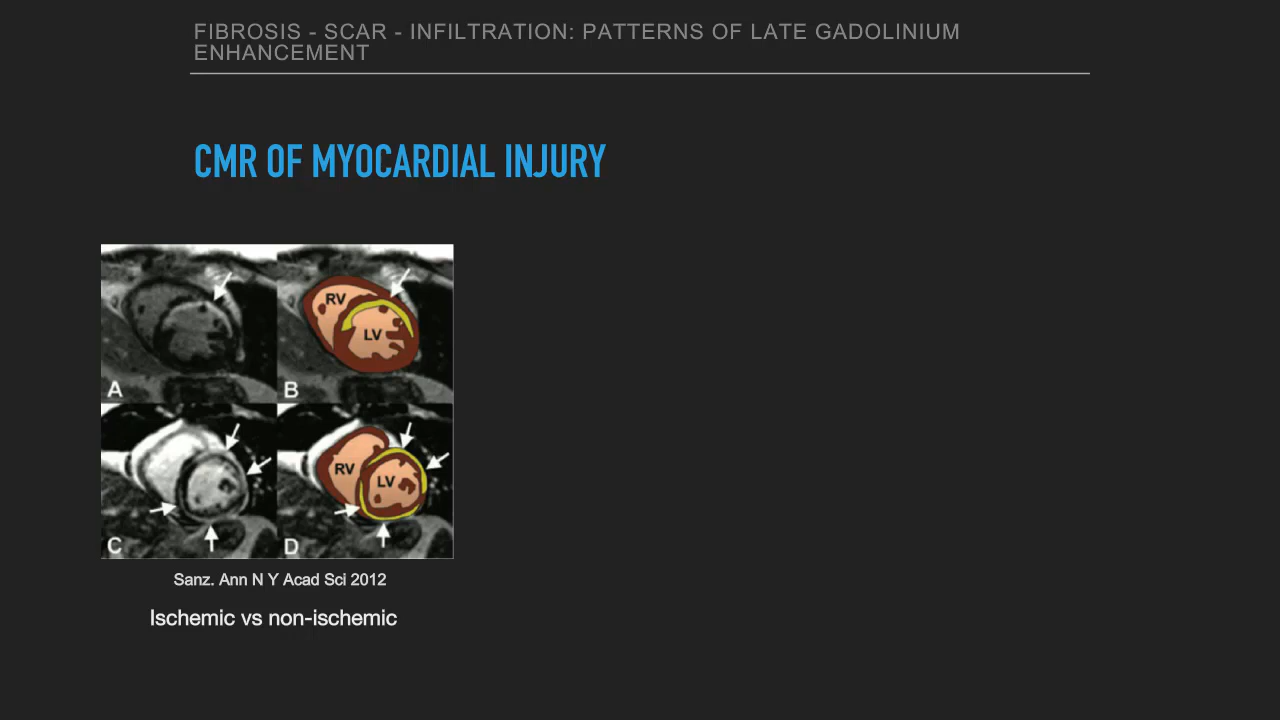 FIBROSIS - SCAR - INFILTRATION: PATTERNS OF LATE GADOLINIUM
ENHANCEMENT
CMR OF MYOCARDIAL INJURY
RV
LV
A
B
RV
LV
C
D
Sanz. Ann N Y Acad Sci 2012
Ischemic vs non-ischemic